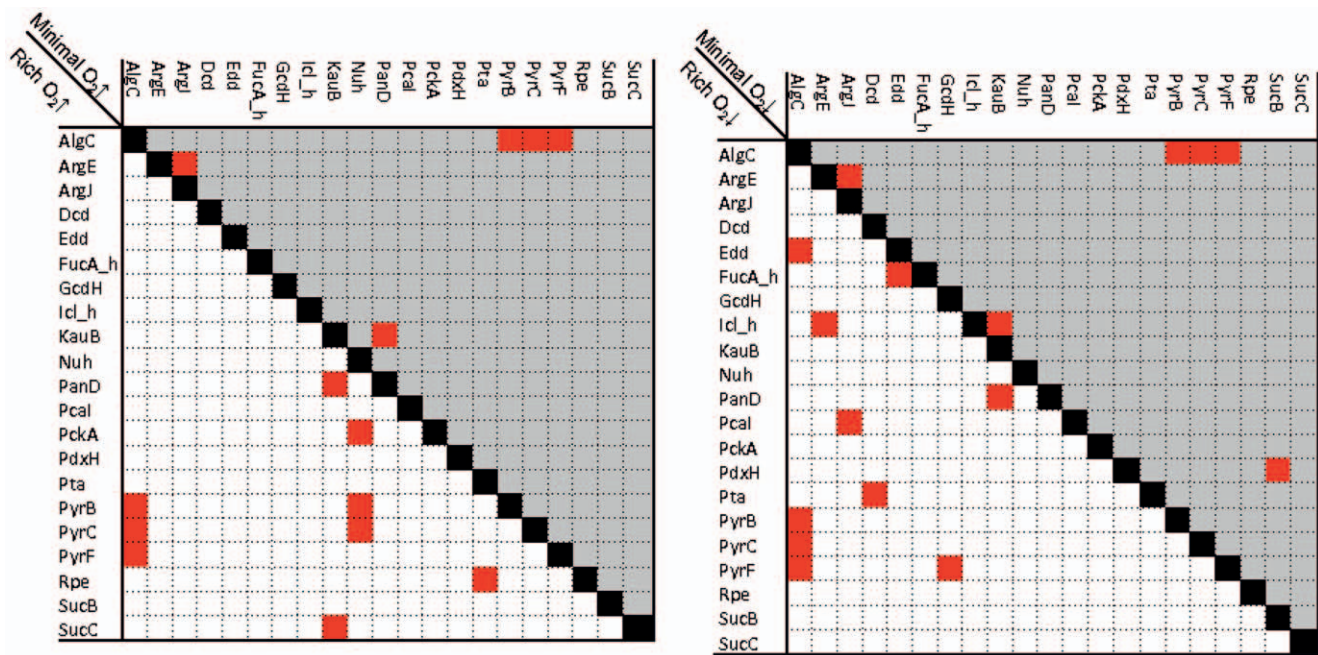 Minimal O₂↑
Rich O₂↑
AlgC
ArgE
ArgJ
Dcd
Edd
FucA_h
GcdH
Icl_h
KauB
Nuh
PanD
PcaI
PckA
PdxH
Pta
PyrB
PyrC
PyrF
Rpe
SucB
SucC
AlgC
ArgE
ArgJ
Dcd
Edd
FucA_h
GcdH
Icl_h
KauB
Nuh
PanD
PcaI
PckA
PdxH
Pta
PyrB
PyrC
PyrF
Rpe
SucB
SucC
Minimal O₂↓
Rich O₂↓
AlgC
ArgE
ArgJ
Dcd
Edd
FucA_h
GcdH
Icl_h
KauB
Nuh
PanD
PcaI
PckA
PdxH
Pta
PyrB
PyrC
PyrF
Rpe
SucB
SucC
AlgC
ArgE
ArgJ
Dcd
Edd
FucA_h
GcdH
Icl_h
KauB
Nuh
PanD
PcaI
PckA
PdxH
Pta
PyrB
PyrC
PyrF
Rpe
SucB
SucC